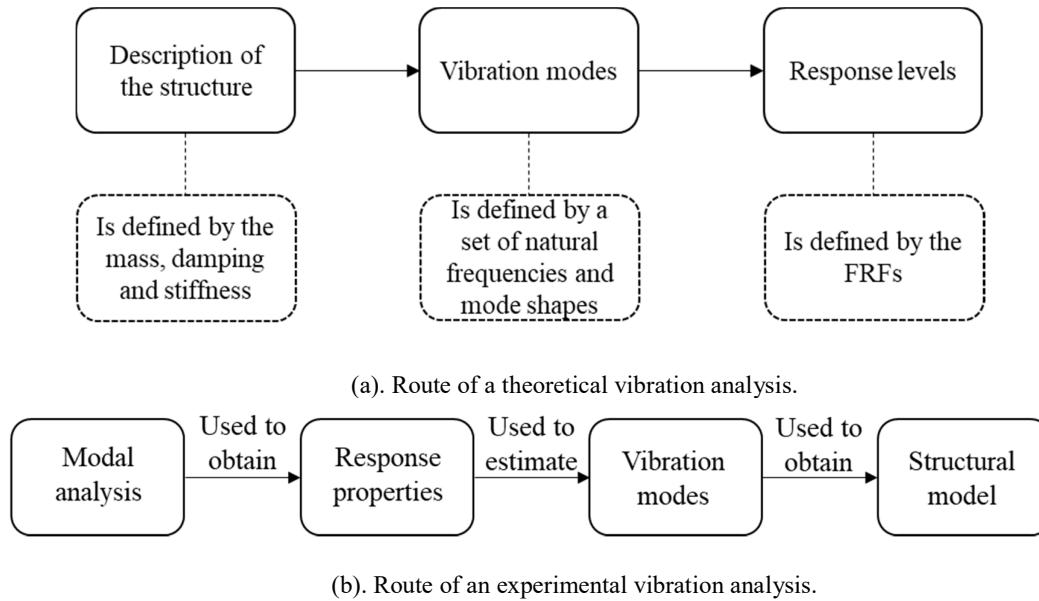 Description of
the structure
Vibration modes
Response levels
Is defined by the
mass, damping
and stiffness
Is defined by a
set of natural
frequencies and
mode shapes
Is defined by the
FRFs
(a). Route of a theoretical vibration analysis.
Modal
analysis
Used to
obtain
Response
properties
Used to
estimate
Vibration
modes
Used to
obtain
Structural
model
(b). Route of an experimental vibration analysis.